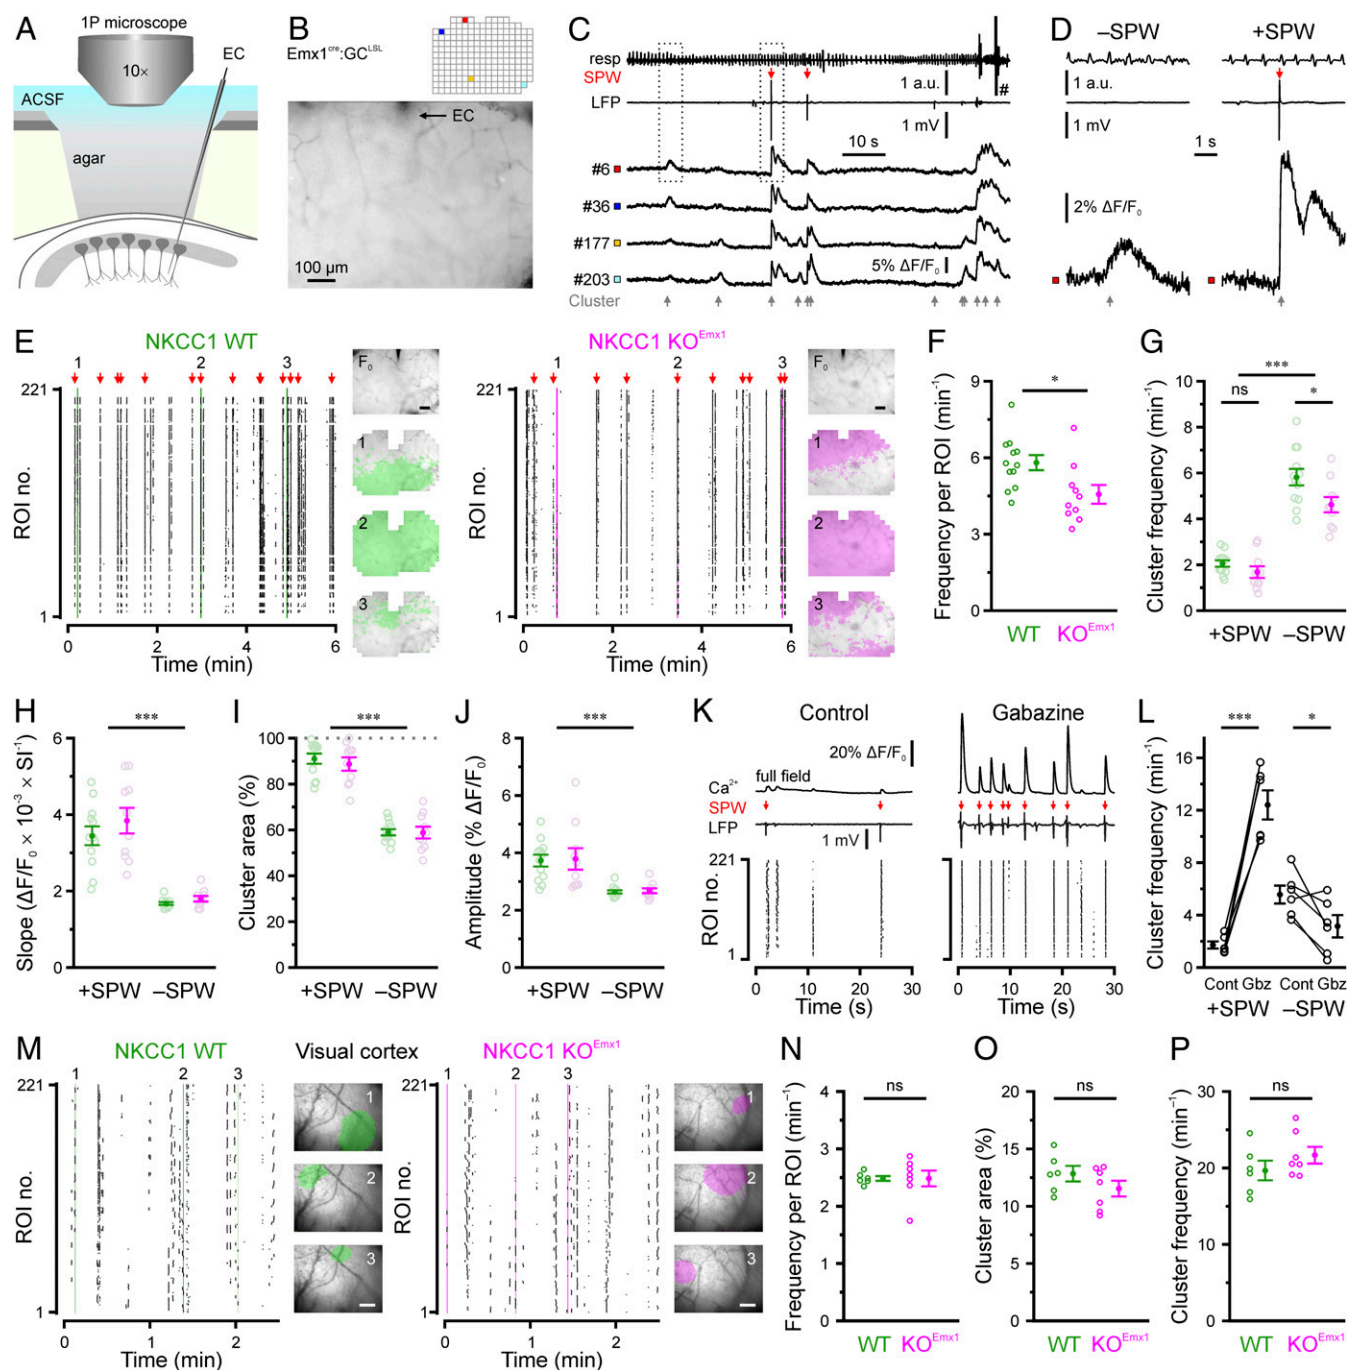 A
1P microscope
EC
10×
ACSF
agar
B
Emx1cre:GCLSL
EC
100 µm
C
resp
SPW
LFP
1 a.u.
#
1 mV
10 s
#6
#36
#177
#203
5% ΔF/F0
Cluster
D
–SPW
+SPW
1 a.u.
1 mV
1 s
2% ΔF/F0
E
NKCC1 WT
1
2
3
221
ROI no.
1
0
2
4
6
Time (min)
F0
1
2
3
NKCC1 KOEmx1
1
2
3
221
ROI no.
1
0
2
4
6
Time (min)
F0
1
2
3
F
Frequency per ROI (min-1)
9
6
3
0
*
WT
KOEmx1
G
Cluster frequency (min-1)
10
8
6
4
2
0
***
ns
*
+SPW
–SPW
H
Slope (ΔF/F0 × 10-3 × SI-1)
6
4
2
0
***
+SPW
–SPW
I
Cluster area (%)
100
80
60
40
20
0
***
+SPW
–SPW
J
Amplitude (% ΔF/F0)
8
6
4
2
0
***
+SPW
–SPW
K
Control
Gabazine
20% ΔF/F0
Ca2+
full field
SPW
LFP
1 mV
221
ROI no.
1
0
10
20
30
Time (s)
0
10
20
30
Time (s)
L
Cluster frequency (min-1)
16
12
8
4
0
***
*
Cont Gbz
Cont Gbz
+SPW
–SPW
M
NKCC1 WT
Visual cortex
NKCC1 KOEmx1
1
2
3
221
ROI no.
1
0
1
2
Time (min)
1
2
3
1
2
3
221
ROI no.
1
0
1
2
Time (min)
1
2
3
N
Frequency per ROI (min-1)
4
3
2
1
0
ns
WT
KOEmx1
O
Cluster area (%)
20
15
10
5
0
ns
WT
KOEmx1
P
Cluster frequency (min-1)
30
20
10
0
ns
WT
KOEmx1